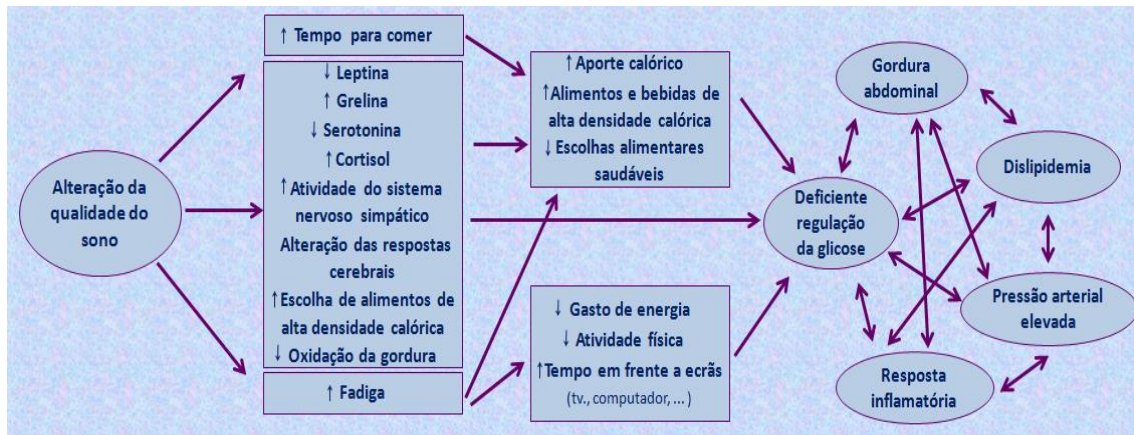 Alteração da
qualidade do
sono
↑ Tempo para comer
↓ Leptina
↑ Grelina
↓ Serotonina
↑ Cortisol
↑ Atividade do sistema
nervoso simpático
Alteração das respostas
cerebrais
↑ Escolha de alimentos de
alta densidade calórica
↓ Oxidação da gordura
↑ Fadiga
↑ Aporte calórico
↑ Alimentos e bebidas de
alta densidade calórica
↓ Escolhas alimentares
saudáveis
↓ Gasto de energia
↓ Atividade física
↑ Tempo em frente a ecrãs
(tv., computador, ...)
Deficiente
regulação
da glicose
Gordura
abdominal
Dislipidemia
Pressão arterial
elevada
Resposta
inflamatória